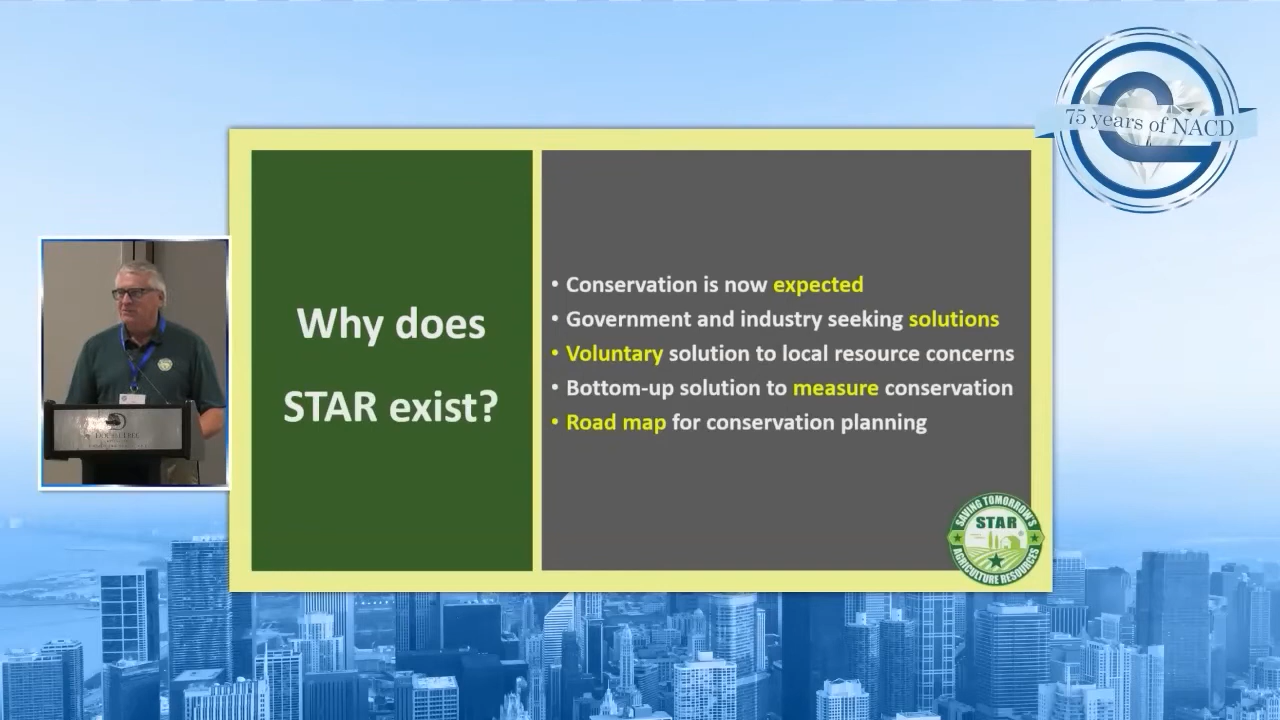 75 years of NACD
Why does
STAR exist?
• Conservation is now expected
• Government and industry seeking solutions
• Voluntary solution to local resource concerns
• Bottom-up solution to measure conservation
• Road map for conservation planning
SAVING TOMORROW'S
STAR
AGRICULTURE RESOURCES
DOUBLETREE